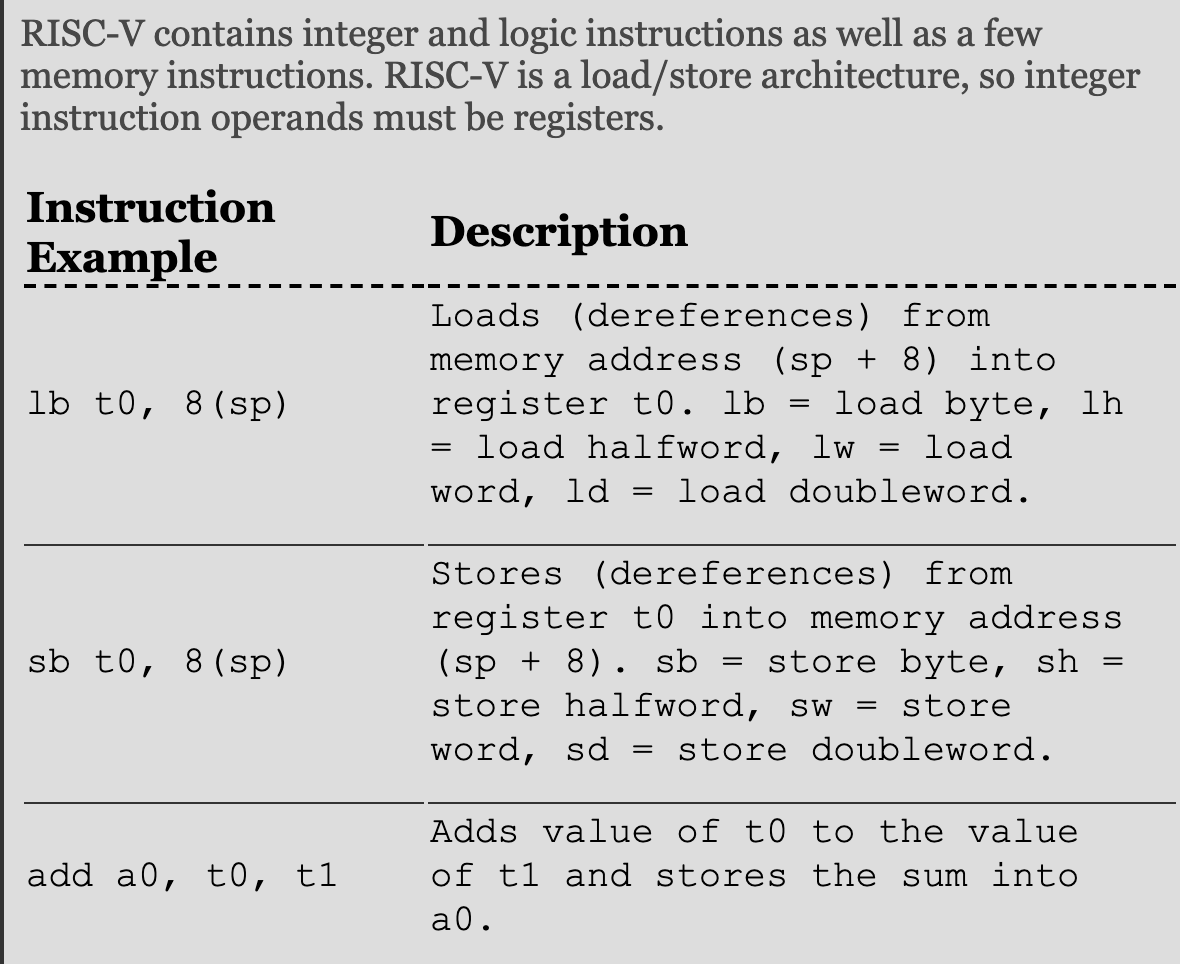 RISC-V contains integer and logic instructions as well as a few
memory instructions. RISC-V is a load/store architecture, so integer
instruction operands must be registers.
Instruction
Example
Description
lb t0, 8(sp)
Loads (dereferences) from
memory address (sp + 8) into
register t0. lb = load byte, lh
= load halfword, lw = load
word, ld = load doubleword.
sb t0, 8(sp)
Stores (dereferences) from
register t0 into memory address
(sp + 8). sb = store byte, sh =
store halfword, sw = store
word, sd = store doubleword.
add a0, t0, t1
Adds value of t0 to the value
of t1 and stores the sum into
a0.